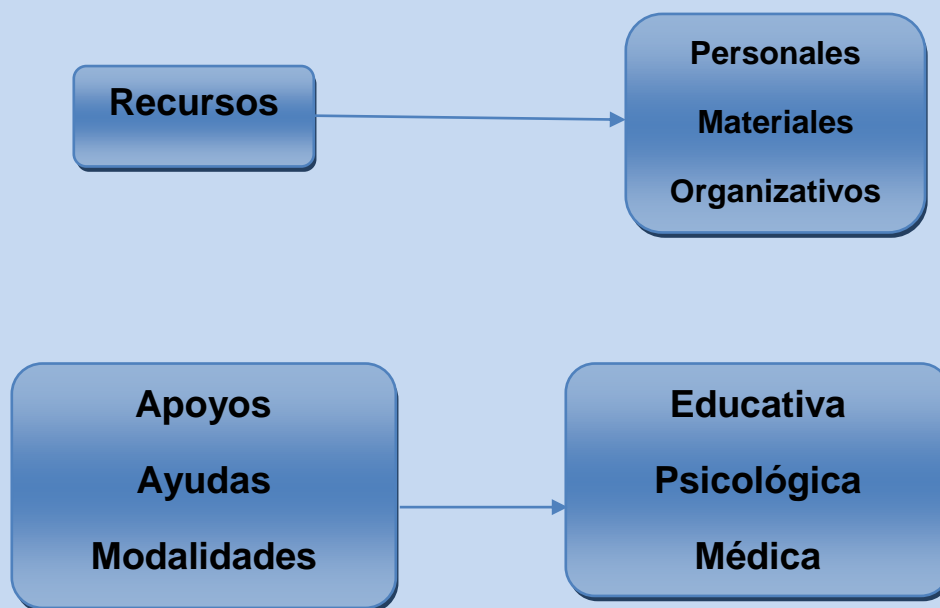 Recursos
Personales
Materiales
Organizativos
Apoyos
Ayudas
Modalidades
Educativa
Psicológica
Médica